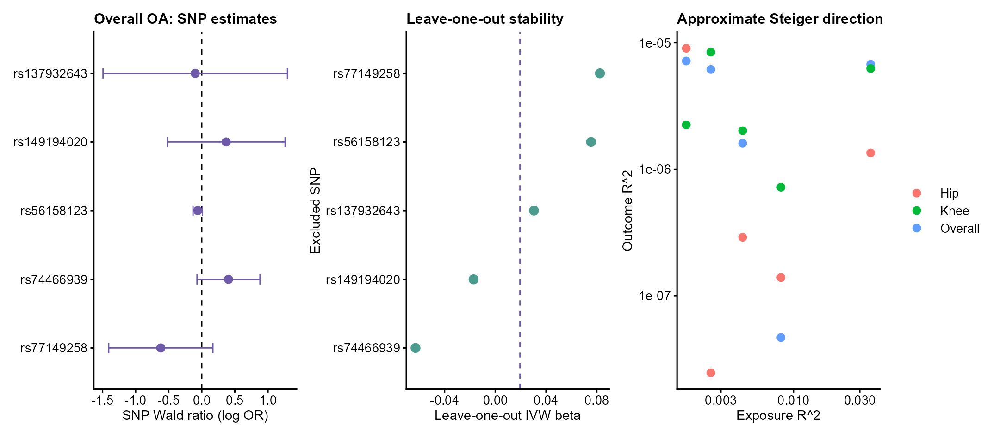 Overall OA: SNP estimates
rs137932643
rs149194020
rs56158123
rs74466939
rs77149258
-1.5 -1.0 -0.5 0.0 0.5 1.0
SNP Wald ratio (log OR)
Leave-one-out stability
Excluded SNP
rs77149258
rs56158123
rs137932643
rs149194020
rs74466939
-0.04 0.00 0.04 0.08
Leave-one-out IVW beta
Approximate Steiger direction
Outcome R^2
1e-05
1e-06
1e-07
0.003 0.010 0.030
Exposure R^2
Hip
Knee
Overall